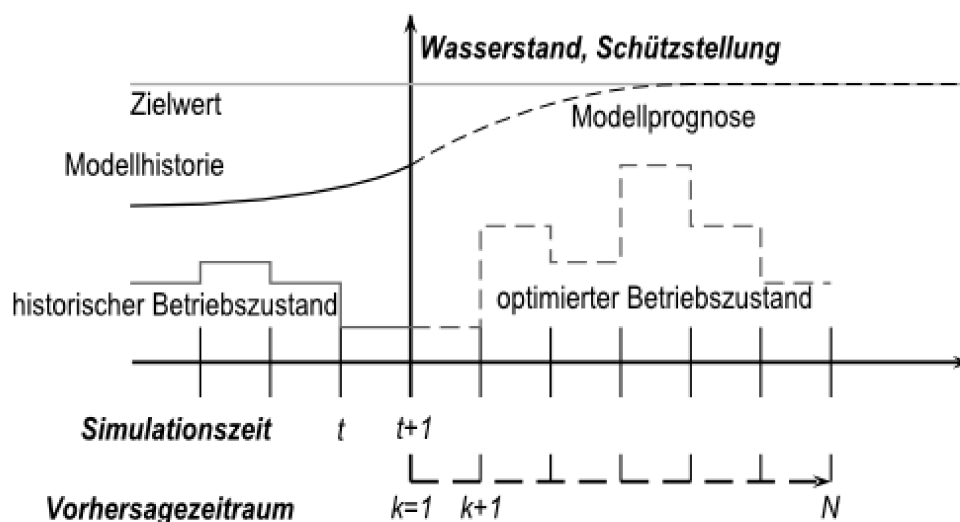 Wasserstand, Schützstellung
Zielwert
Modellprognose
Modellhistorie
historischer Betriebszustand
optimierter Betriebszustand
Simulationszeit t t+1
Vorhersagezeitraum k=1 k+1 N